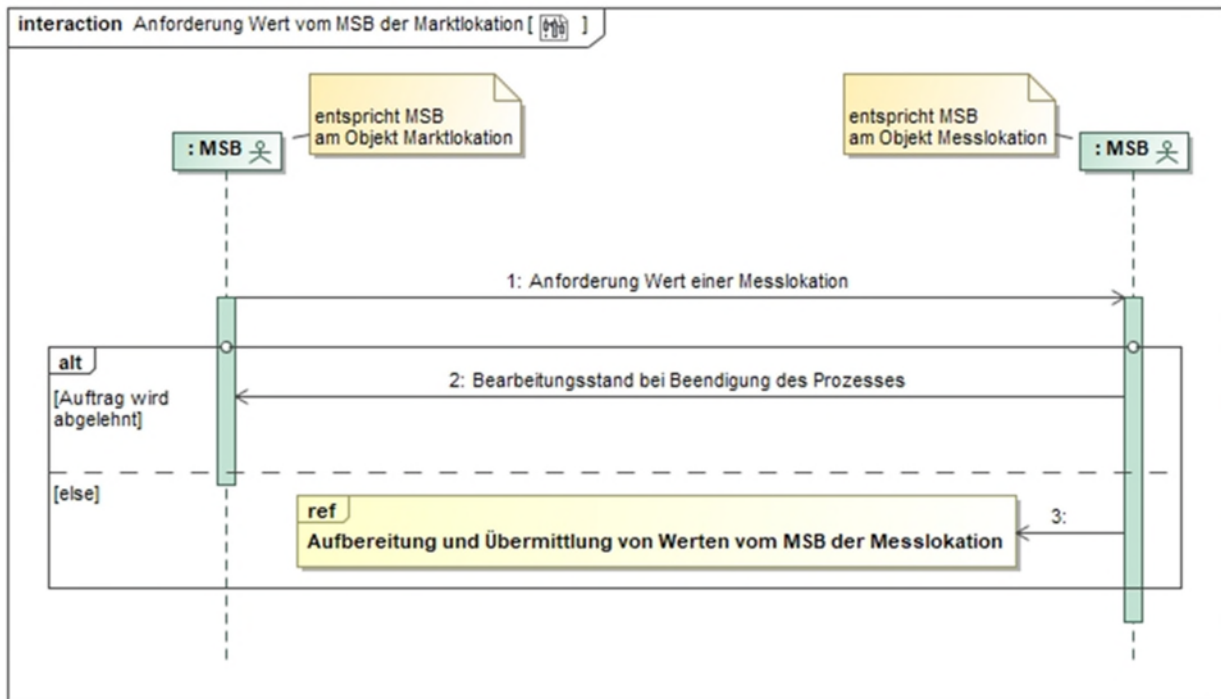 interaction Anforderung Wert vom MSB der Marktlokation [ ]
entspricht MSB
am Objekt Marktlokation
entspricht MSB
am Objekt Messlokation
: MSB
: MSB
1: Anforderung Wert einer Messlokation
alt
2: Bearbeitungsstand bei Beendigung des Prozesses
[Auftrag wird
abgelehnt]
[else]
ref
3:
Aufbereitung und Übermittlung von Werten vom MSB der Messlokation